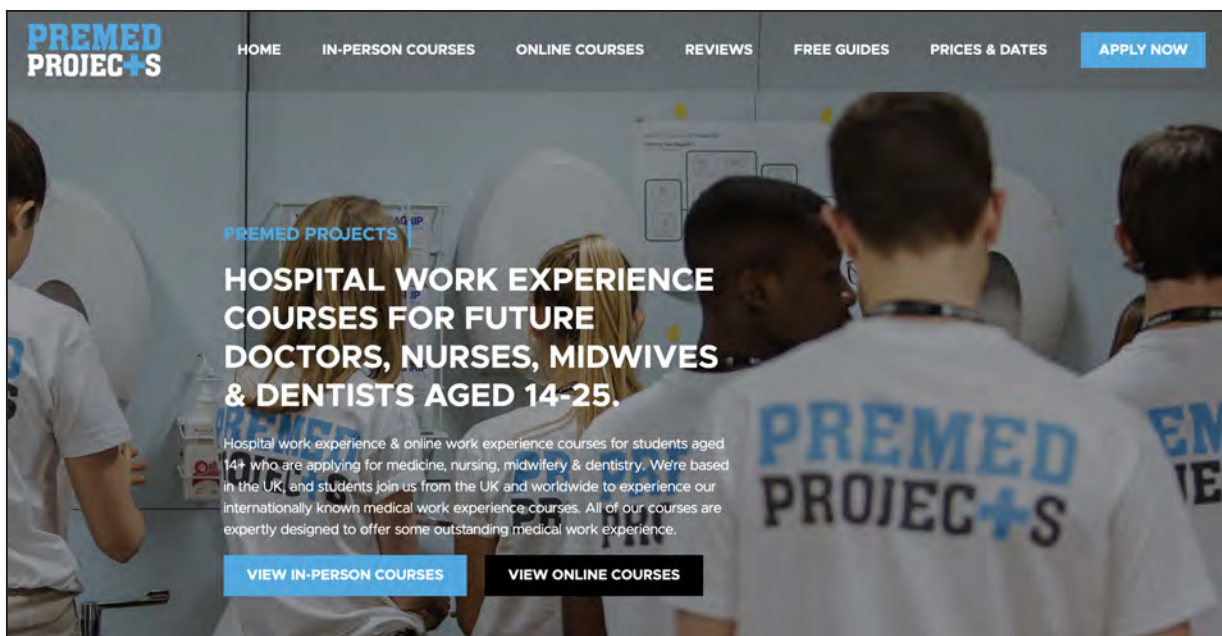 PREMED
PROJECTS
HOME IN-PERSON COURSES ONLINE COURSES REVIEWS FREE GUIDES PRICES & DATES APPLY NOW
PREMED PROJECTS
HOSPITAL WORK EXPERIENCE
COURSES FOR FUTURE
DOCTORS, NURSES, MIDWIVES
& DENTISTS AGED 14-25.
Hospital work experience & online work experience courses for students aged
14+ who are applying for medicine, nursing, midwifery & dentistry. We're based
in the UK, and students join us from the UK and worldwide to experience our
internationally known medical work experience courses. All of our courses are
expertly designed to offer some outstanding medical work experience.
VIEW IN-PERSON COURSES VIEW ONLINE COURSES
PREMED
PROJECTS